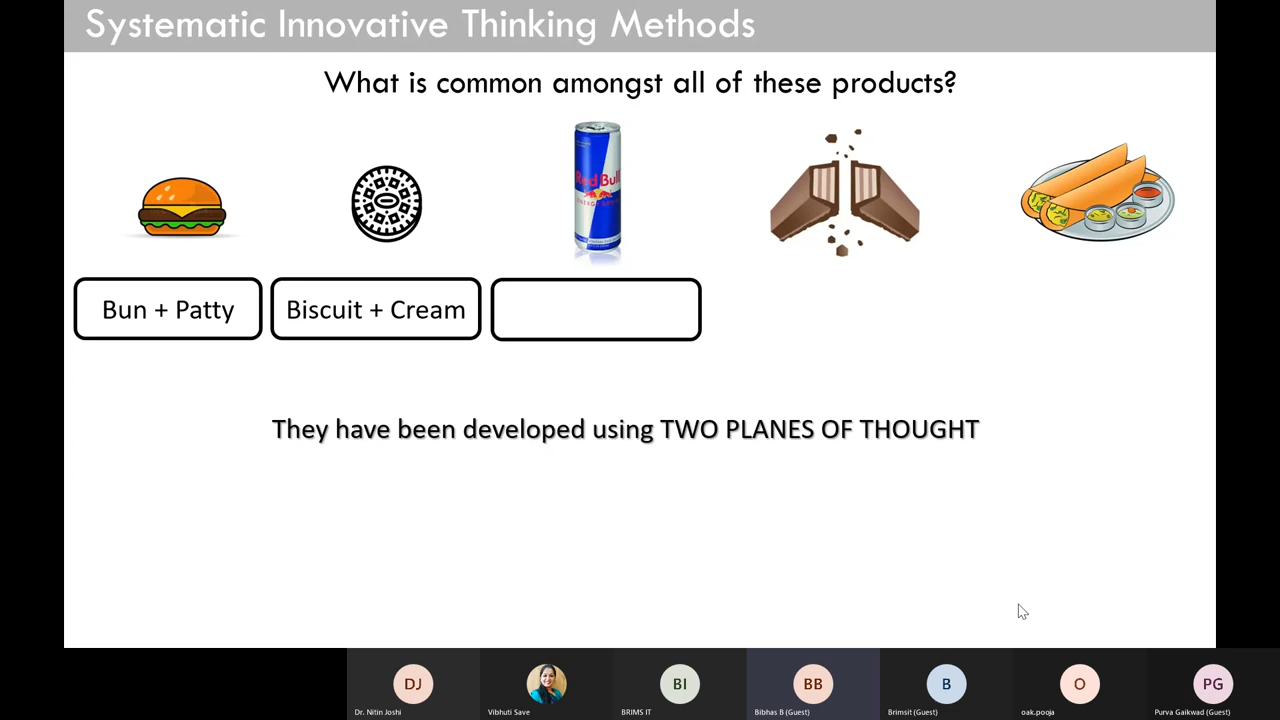 Systematic Innovative Thinking Methods
What is common amongst all of these products?
Red Bull
Bun + Patty
Biscuit + Cream
They have been developed using TWO PLANES OF THOUGHT
DJ
BI
BB
B
O
PG
Dr. Nitin Joshi
Vibhuti Save
BRIMS IT
Bibhas B (Guest)
Brimsit (Guest)
oak.pooja
Purva Gaikwad (Guest)